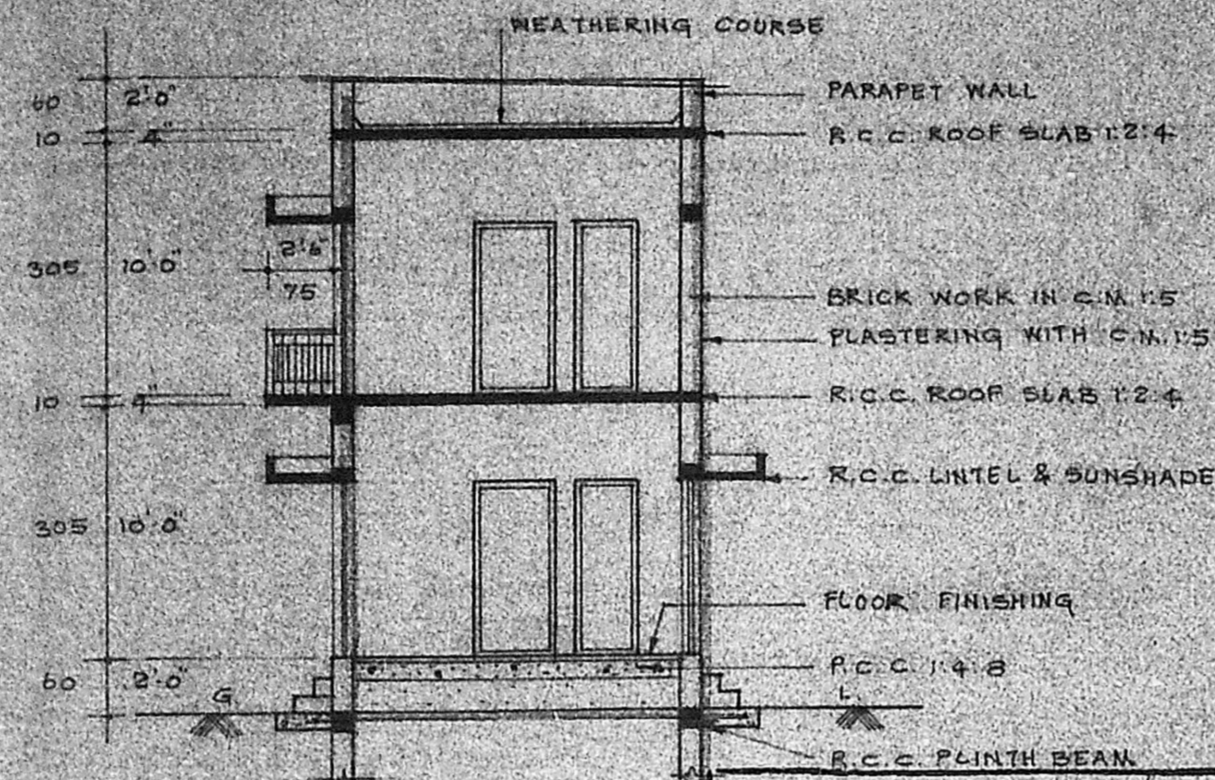 WEATHERING COURSE
60 2'0"
PARAPET WALL
10 4"
R.C.C. ROOF SLAB 1:2:4
2'6"
305 10'0"
75
BRICK WORK IN C.M. 1:5
PLASTERING WITH C.M. 1:5
10 4"
R.C.C. ROOF SLAB 1:2:4
R.C.C. LINTEL & SUNSHADE
305 10'0"
FLOOR FINISHING
P.C.C. 1:4:8
60 2'0"
G L.
R.C.C. PLINTH BEAM